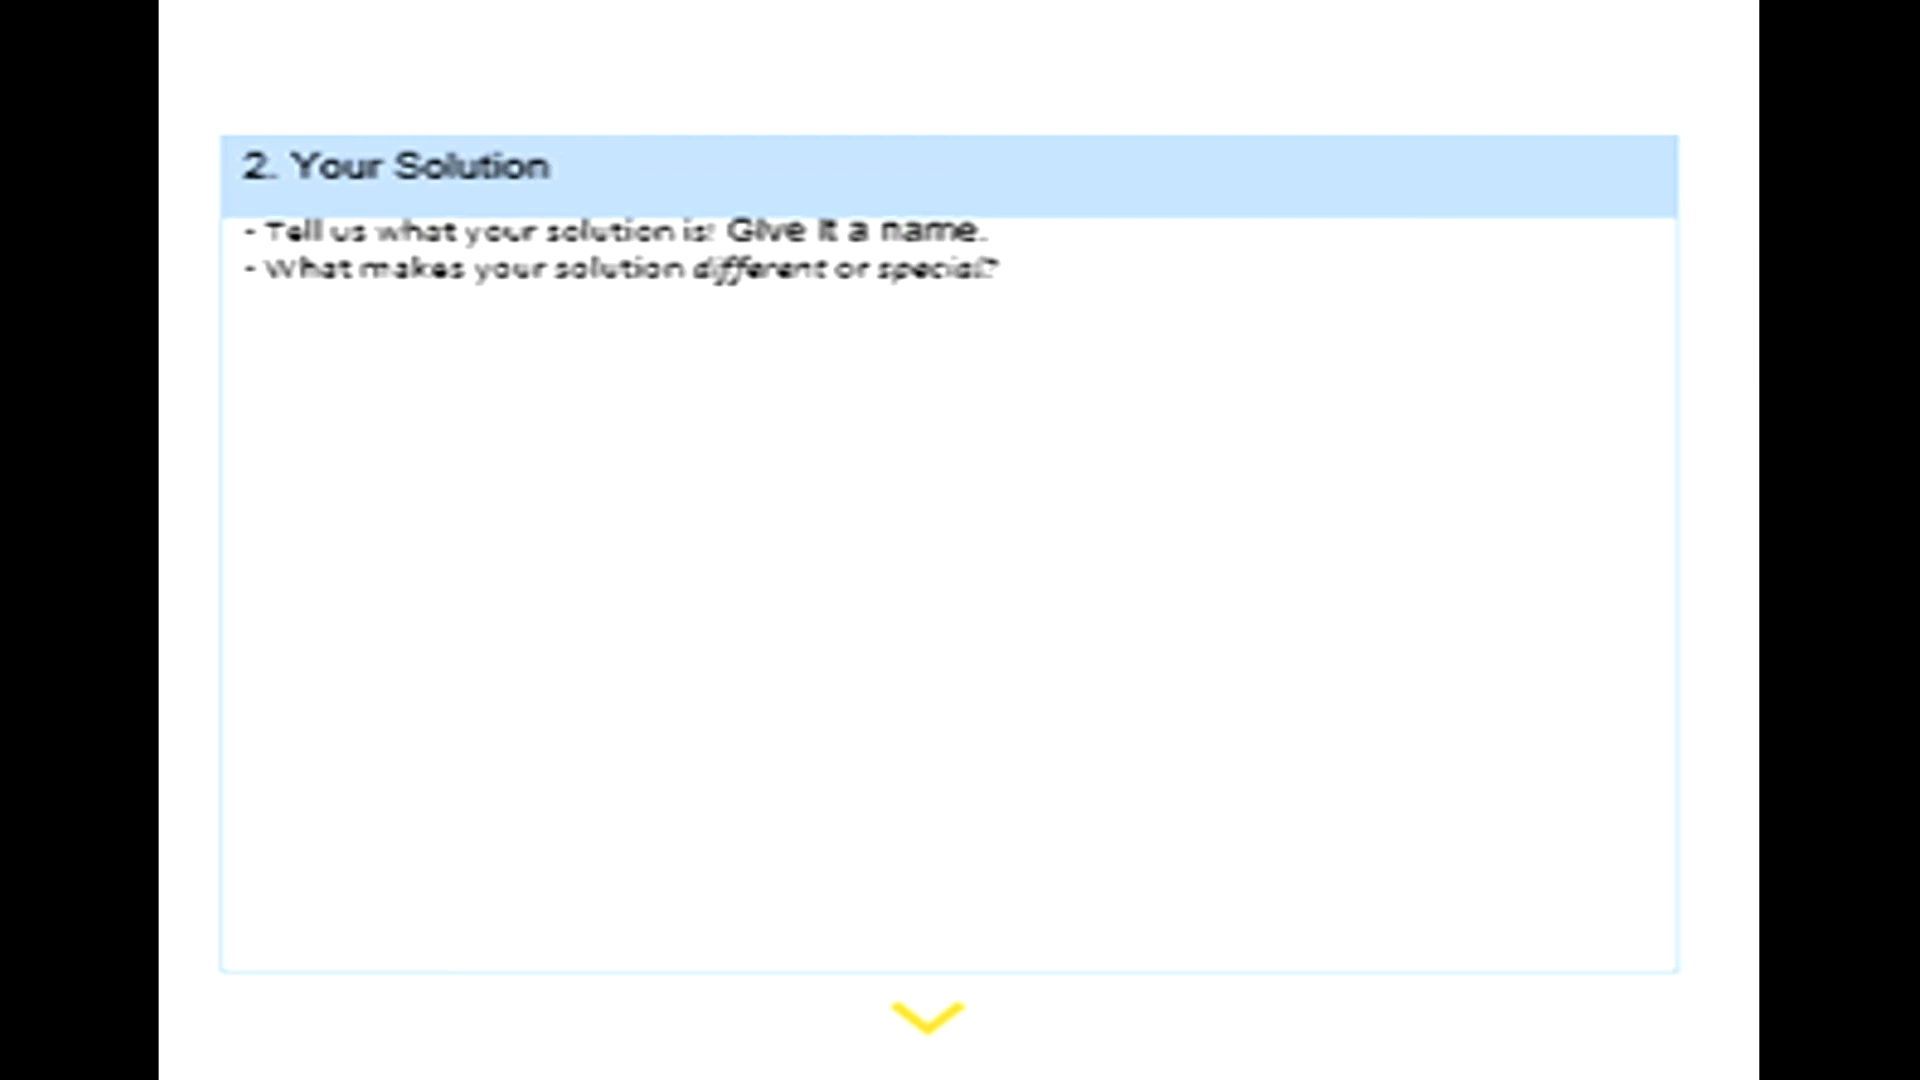 2. Your Solution
- Tell us what your solution is! Give it a name.
- What makes your solution different or special?